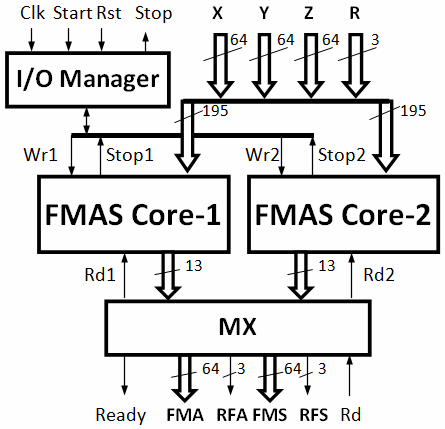 Clk Start Rst Stop X Y Z R
64 64 64 3
I/O Manager
195 195
Wr1 Stop1 Wr2 Stop2
FMAS Core-1 FMAS Core-2
Rd1 13 13 Rd2
MX
64 3 64 3
Ready FMA RFA FMS RFS Rd